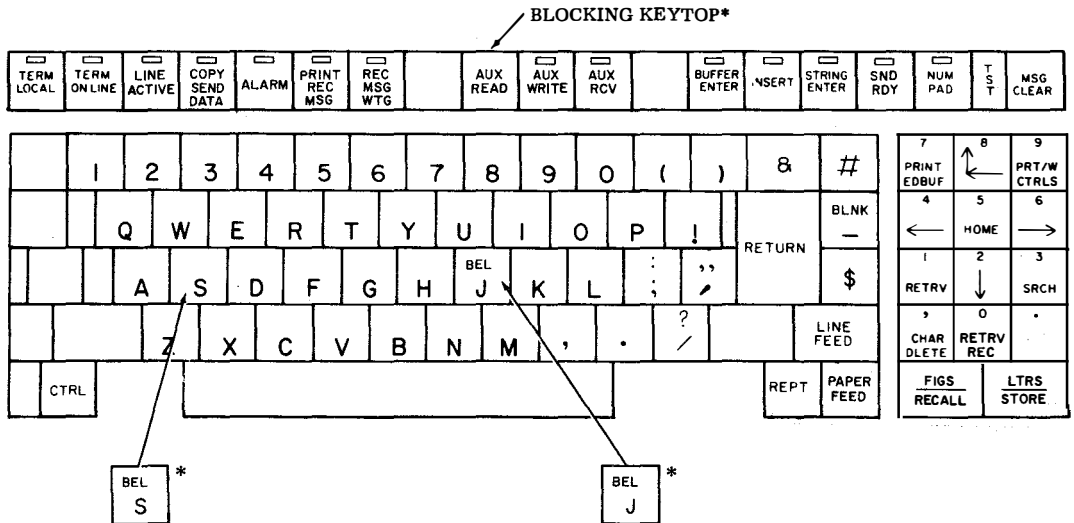 BLOCKING KEYTOP*
TERM LOCAL
TERM ON LINE
LINE ACTIVE
COPY SEND DATA
ALARM
PRINT REC MSG
REC MSG WTG
AUX READ
AUX WRITE
AUX RCV
BUFFER ENTER
INSERT
STRING ENTER
SND RDY
NUM PAD
TST
MSG CLEAR
1 2 3 4 5 6 7 8 9 0 ( ) & #
7 PRINT EDBUF
8
9 PRT/W CTRLS
Q W E R T Y U I O P !
RETURN
BLNK —
4 ←
5 HOME
6 →
A S D F G H BEL J K L : ; ,, ,
$
1 RETRV
2 ↓
3 SRCH
Z X C V B N M , . ? /
LINE FEED
, CHAR DLETE
0 RETRV REC
.
CTRL
REPT
PAPER FEED
FIGS RECALL
LTRS STORE
BEL S *
BEL J *